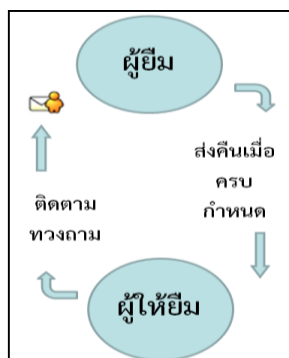 ผู้ยืม
ส่งคืนเมื่อ
ครบ
กำหนด
ติดตาม
ทวงถาม
ผู้ให้ยืม